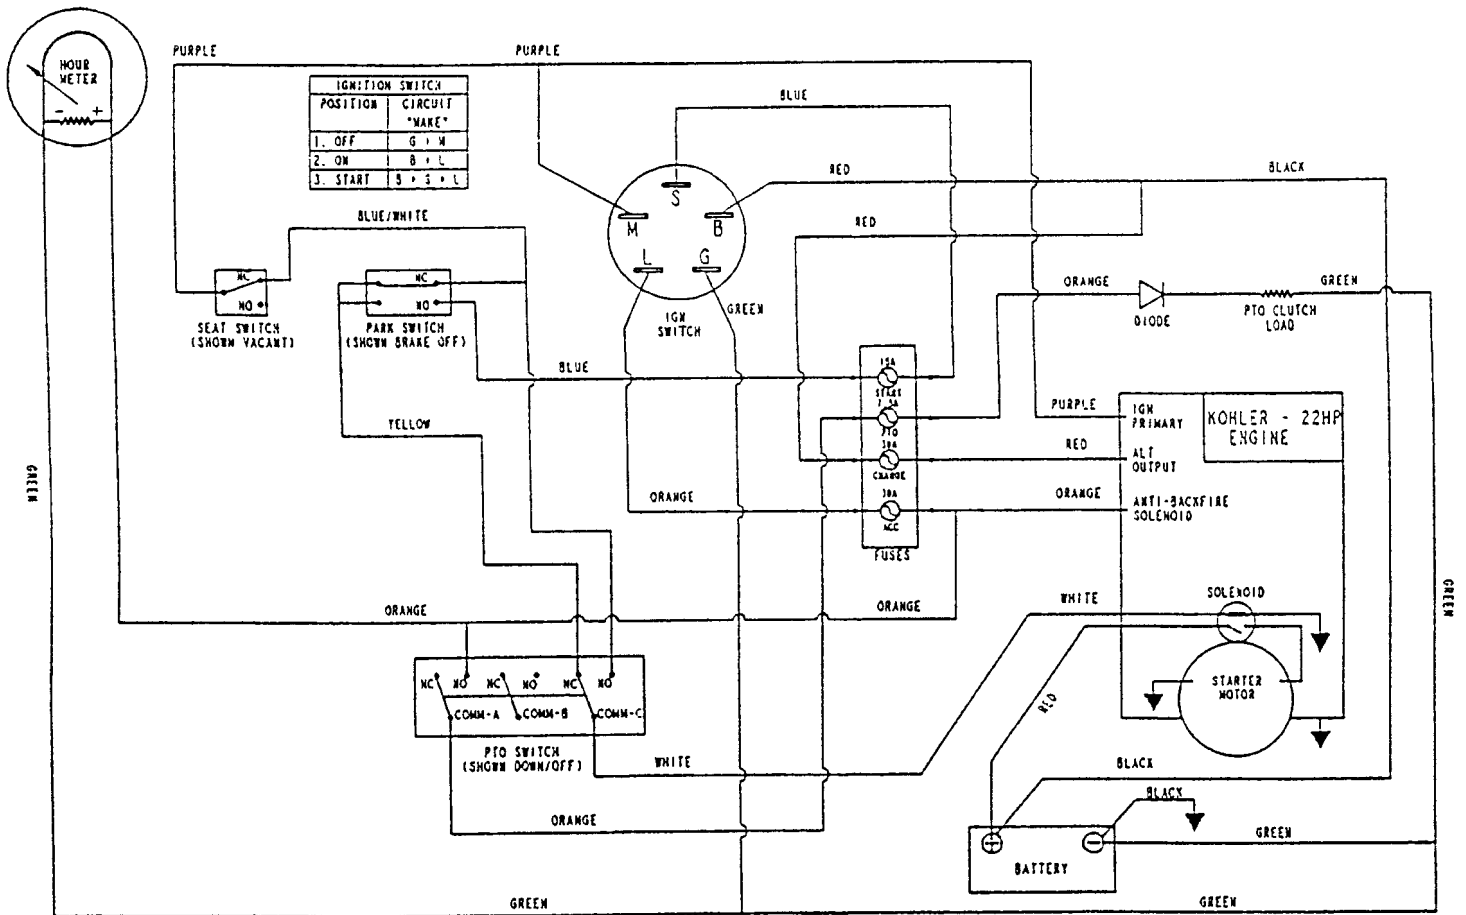 HOUR
METER
- +
PURPLE
PURPLE
IGNITION SWITCH
POSITION CIRCUIT
"MAKE"
1. OFF G + M
2. ON B + L
3. START B + S + L
BLUE
RED
BLACK
S
M
B
L
G
IGN
SWITCH
BLUE/WHITE
RED
NC
NO
SEAT SWITCH
(SHOWN VACANT)
NC
NO
PARK SWITCH
(SHOWN BRAKE OFF)
GREEN
ORANGE
GREEN
DIODE
PTO CLUTCH
LOAD
BLUE
15A
START
7.5A
PTO
30A
CHARGE
30A
ACC
FUSES
YELLOW
PURPLE
IGN
PRIMARY
KOHLER - 22HP
ENGINE
RED
ALT
OUTPUT
ORANGE
ORANGE
ANTI-BACKFIRE
SOLENOID
GREEN
GREEN
ORANGE
ORANGE
WHITE
SOLENOID
STARTER
MOTOR
NC NO NC NO NC NO
COMM-A COMM-B COMM-C
PTO SWITCH
(SHOWN DOWN/OFF)
WHITE
RED
BLACK
BLACK
ORANGE
GREEN
+ -
BATTERY
GREEN
GREEN